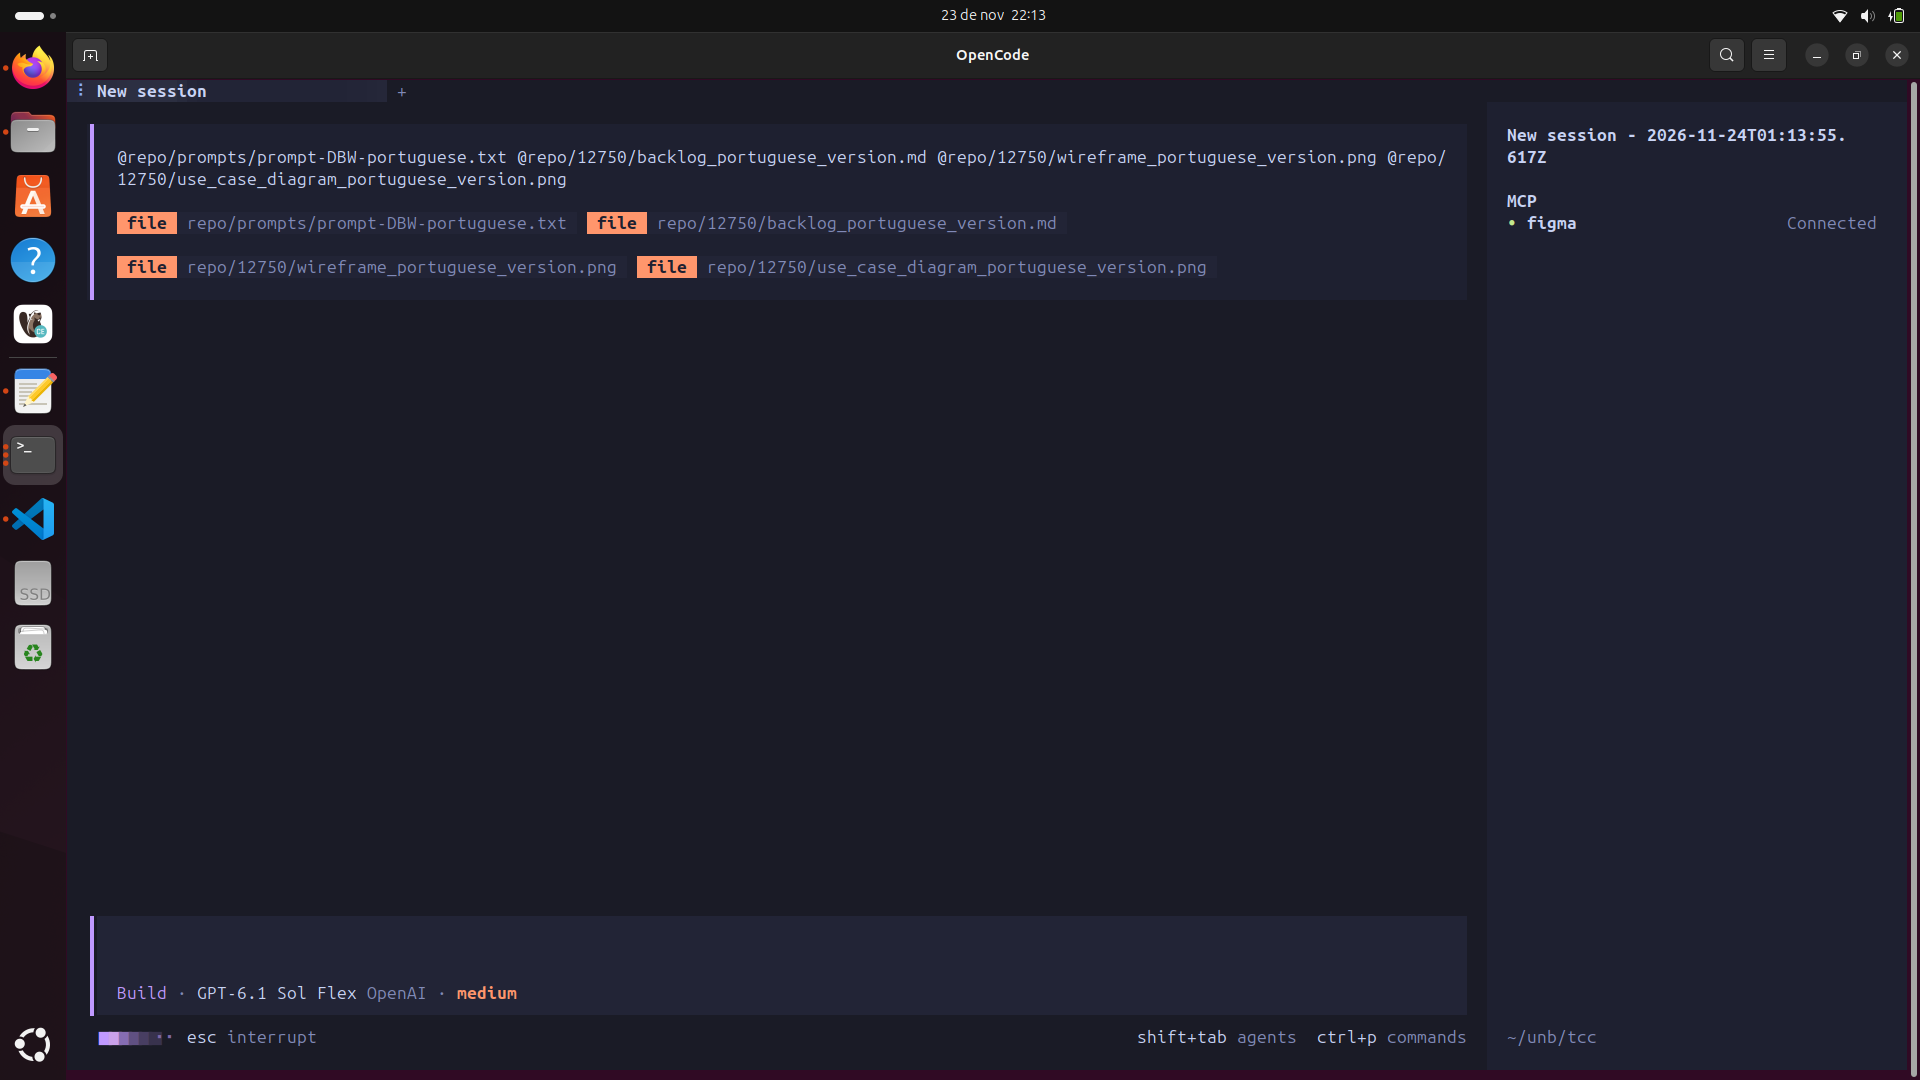 23 de nov 22:13
OpenCode
New session
+
@repo/prompts/prompt-DBW-portuguese.txt @repo/12750/backlog_portuguese_version.md @repo/12750/wireframe_portuguese_version.png @repo/
12750/use_case_diagram_portuguese_version.png
file repo/prompts/prompt-DBW-portuguese.txt file repo/12750/backlog_portuguese_version.md
file repo/12750/wireframe_portuguese_version.png file repo/12750/use_case_diagram_portuguese_version.png
New session - 2026-11-24T01:13:55.
617Z
MCP
• figma Connected
CE
>_
SSD
Build · GPT-6.1 Sol Flex OpenAI · medium
esc interrupt
shift+tab agents ctrl+p commands
~/unb/tcc